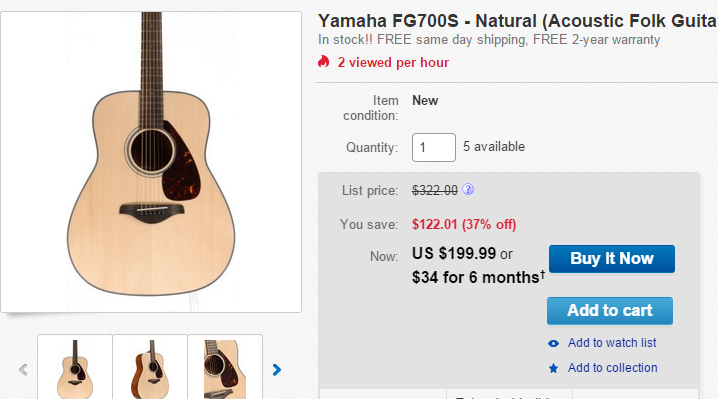 Yamaha FG700S - Natural (Acoustic Folk Guita
In stock!! FREE same day shipping, FREE 2-year warranty
2 viewed per hour
Item condition: New
Quantity: 1 5 available
List price: $322.00 ?
You save: $122.01 (37% off)
Now: US $199.99 or
$34 for 6 months†
Buy It Now
Add to cart
Add to watch list
Add to collection